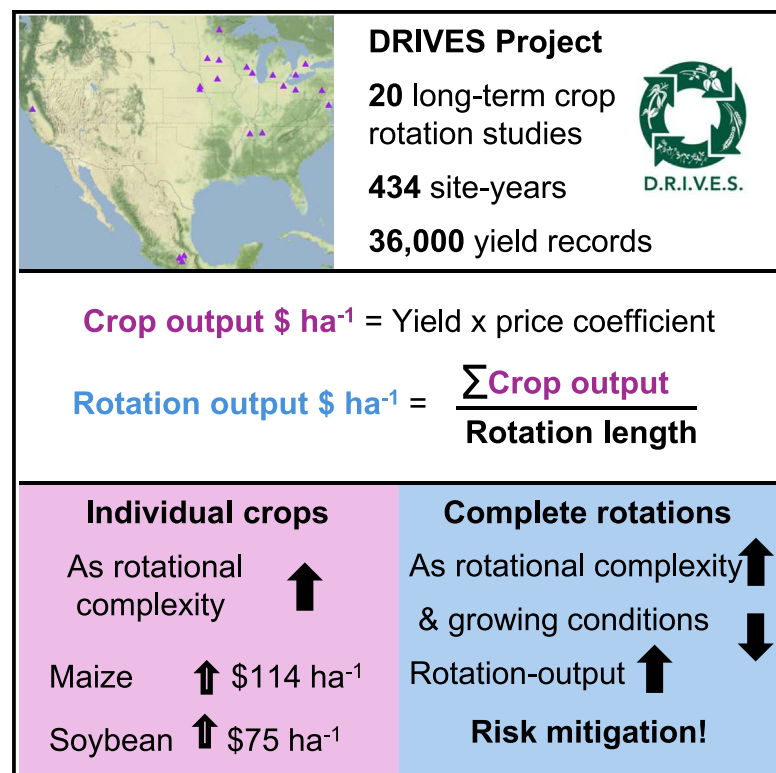 DRIVES Project
20 long-term crop
rotation studies
434 site-years
36,000 yield records
D.R.I.V.E.S.
Crop output $ ha⁻¹ = Yield x price coefficient
Rotation output $ ha⁻¹ = ∑Crop output
Rotation length
Individual crops
As rotational
complexity
Maize $114 ha⁻¹
Soybean $75 ha⁻¹
Complete rotations
As rotational complexity
& growing conditions
Rotation-output
Risk mitigation!